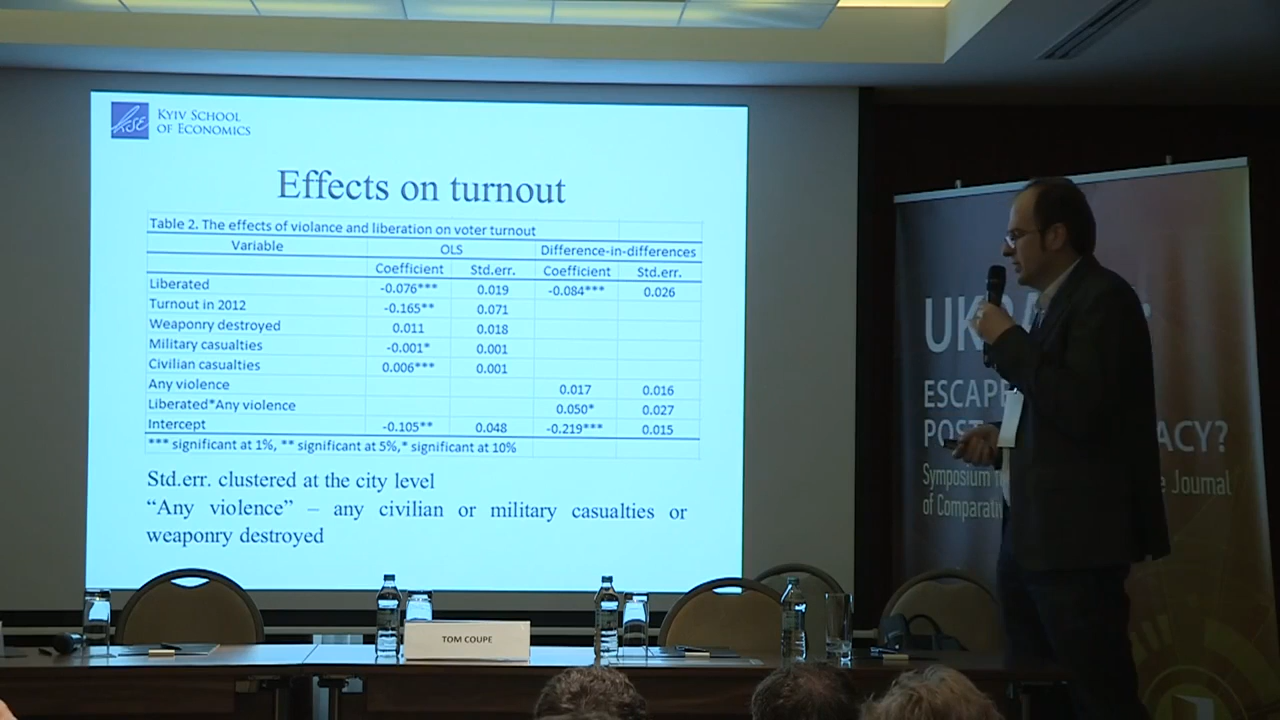 KYIV SCHOOL
OF ECONOMICS
Effects on turnout
Table 2. The effects of violance and liberation on voter turnout
Variable OLS Difference-in-differences
Coefficient Std.err. Coefficient Std.err.
Liberated -0.076*** 0.019 -0.084*** 0.026
Turnout in 2012 -0.165** 0.071
Weaponry destroyed 0.011 0.018
Military casualties -0.001* 0.001
Civilian casualties 0.006*** 0.001
Any violence 0.017 0.016
Liberated*Any violence 0.050* 0.027
Intercept -0.105** 0.048 -0.219*** 0.015
*** significant at 1%, ** significant at 5%, * significant at 10%
Std.err. clustered at the city level
“Any violence” – any civilian or military casualties or
weaponry destroyed
TOM COUPE
ESCAPE
POST
Symposium
Journal
of